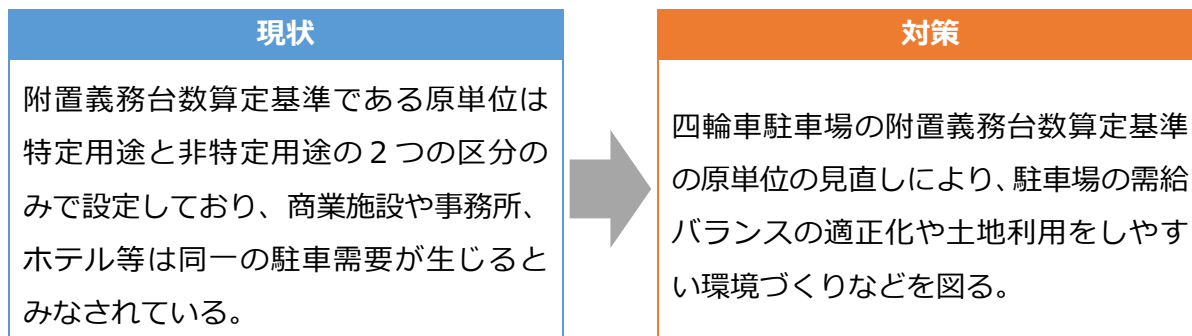 現状
附置義務台数算定基準である原単位は
特定用途と非特定用途の２つの区分の
みで設定しており、商業施設や事務所、
ホテル等は同一の駐車需要が生じると
みなされている。
対策
四輪車駐車場の附置義務台数算定基準
の原単位の見直しにより、駐車場の需給
バランスの適正化や土地利用をしやす
い環境づくりなどを図る。